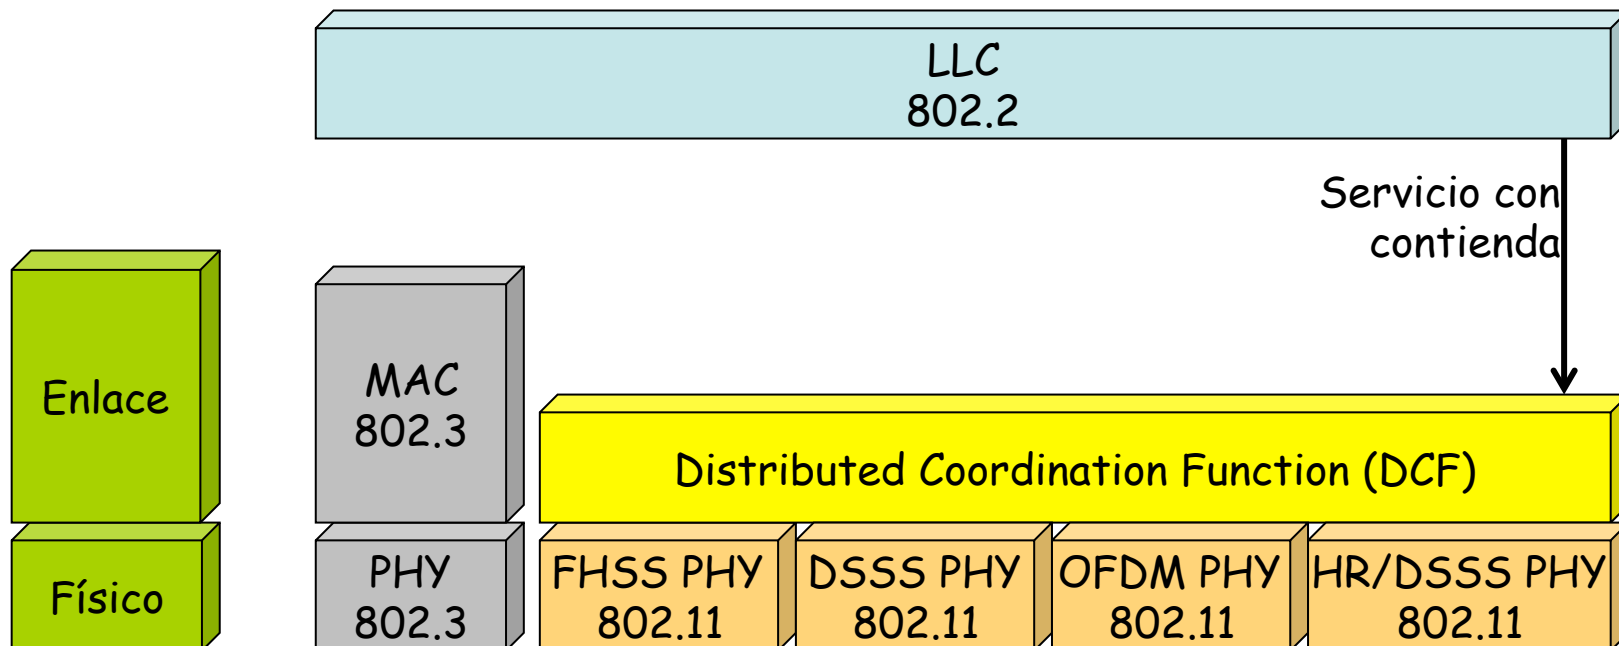 LLC
802.2
Servicio con
contienda
Enlace
MAC
802.3
Distributed Coordination Function (DCF)
Físico
PHY
802.3
FHSS PHY
802.11
DSSS PHY
802.11
OFDM PHY
802.11
HR/DSSS PHY
802.11